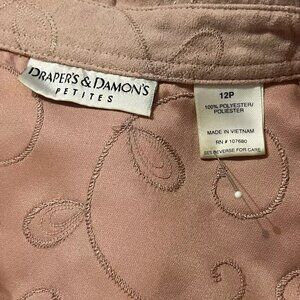 DRAPER'S & DAMON'S
PETITES
12P
100% POLYESTER/
POLIESTER
MADE IN VIETNAM
RN # 107680
SEE REVERSE FOR CARE